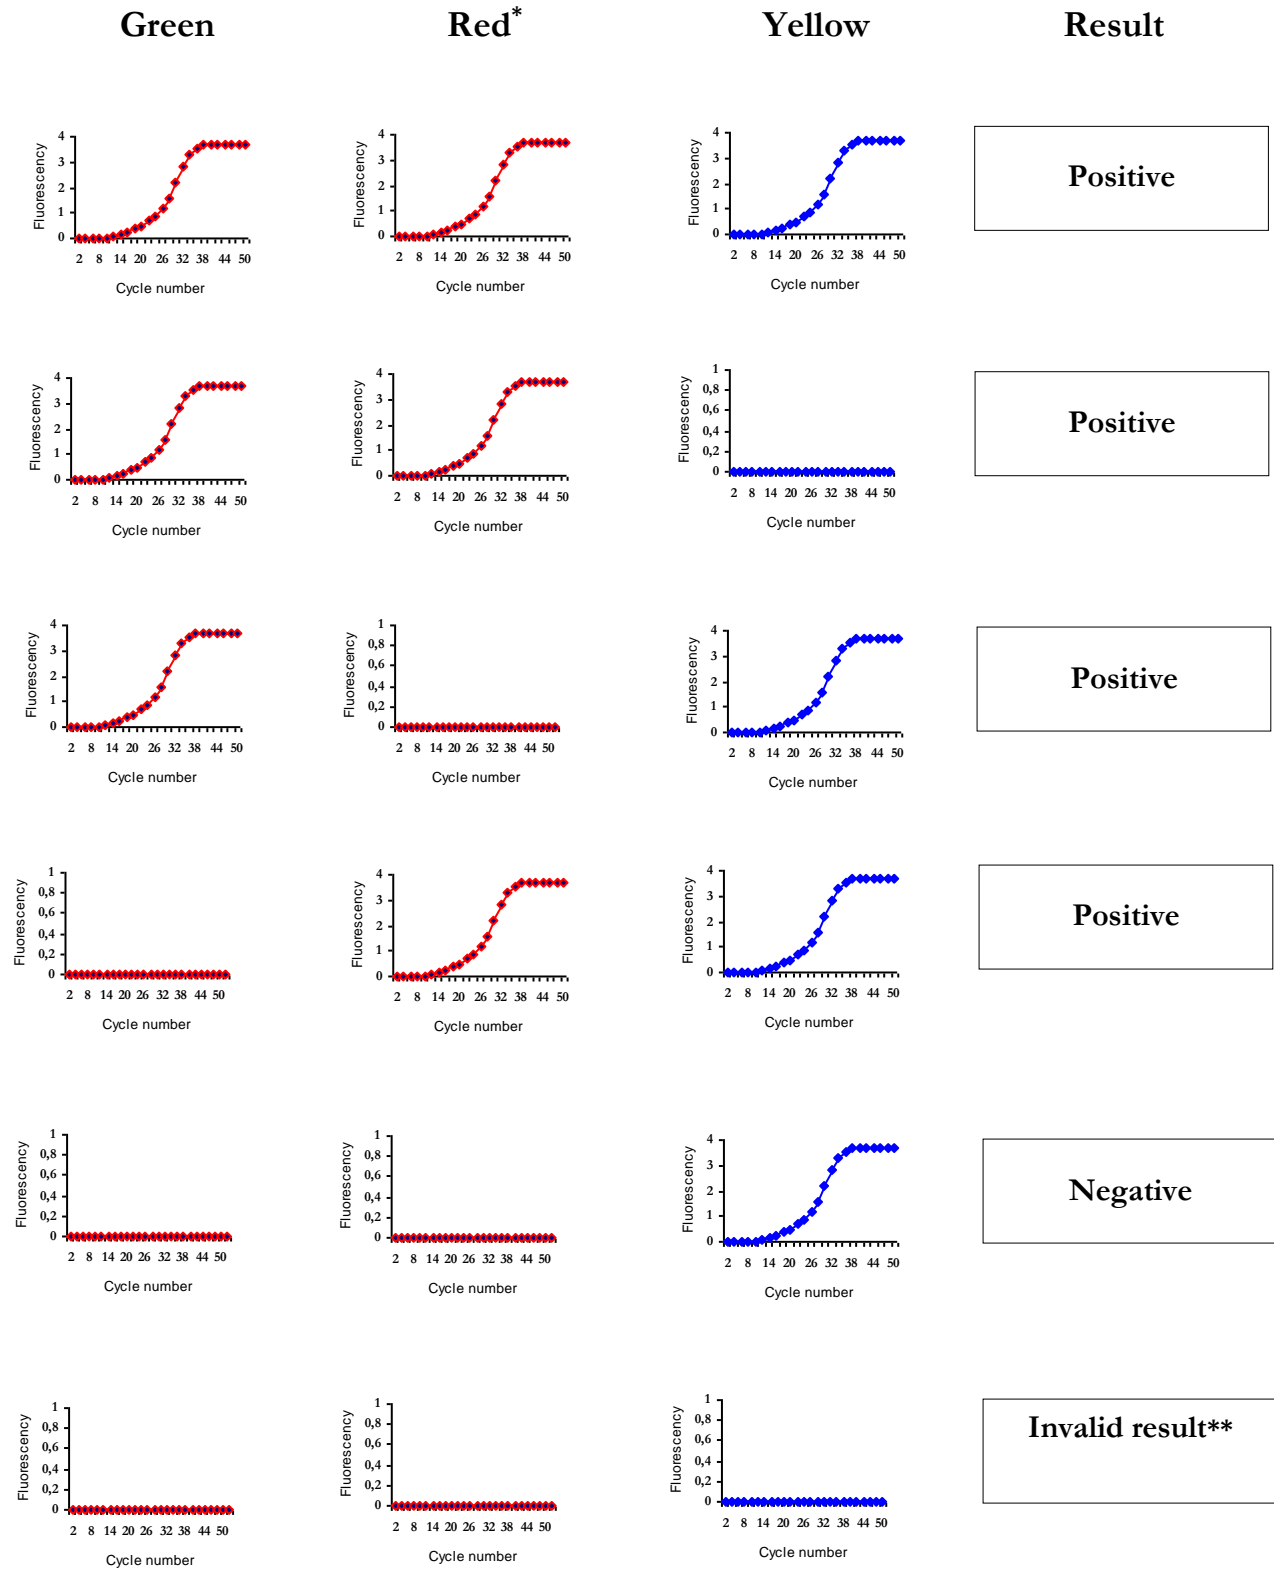 Green Red* Yellow Result
Fluorescency 4 3 2 1 0 2 8 14 20 26 32 38 44 50 Cycle number
Fluorescency 4 3 2 1 0 2 8 14 20 26 32 38 44 50 Cycle number
Fluorescency 4 3 2 1 0 2 8 14 20 26 32 38 44 50 Cycle number
Positive
Fluorescency 4 3 2 1 0 2 8 14 20 26 32 38 44 50 Cycle number
Fluorescency 4 3 2 1 0 2 8 14 20 26 32 38 44 50 Cycle number
Fluorescency 1 0,8 0,6 0,4 0,2 0 2 8 14 20 26 32 38 44 50 Cycle number
Positive
Fluorescency 4 3 2 1 0 2 8 14 20 26 32 38 44 50 Cycle number
Fluorescency 1 0,8 0,6 0,4 0,2 0 2 8 14 20 26 32 38 44 50 Cycle number
Fluorescency 4 3 2 1 0 2 8 14 20 26 32 38 44 50 Cycle number
Positive
Fluorescency 1 0,8 0,6 0,4 0,2 0 2 8 14 20 26 32 38 44 50 Cycle number
Fluorescency 4 3 2 1 0 2 8 14 20 26 32 38 44 50 Cycle number
Fluorescency 4 3 2 1 0 2 8 14 20 26 32 38 44 50 Cycle number
Positive
Fluorescency 1 0,8 0,6 0,4 0,2 0 2 8 14 20 26 32 38 44 50 Cycle number
Fluorescency 1 0,8 0,6 0,4 0,2 0 2 8 14 20 26 32 38 44 50 Cycle number
Fluorescency 4 3 2 1 0 2 8 14 20 26 32 38 44 50 Cycle number
Negative
Fluorescency 1 0,8 0,6 0,4 0,2 0 2 8 14 20 26 32 38 44 50 Cycle number
Fluorescency 1 0,8 0,6 0,4 0,2 0 2 8 14 20 26 32 38 44 50 Cycle number
Fluorescency 1 0,8 0,6 0,4 0,2 0 2 8 14 20 26 32 38 44 50 Cycle number
Invalid result**